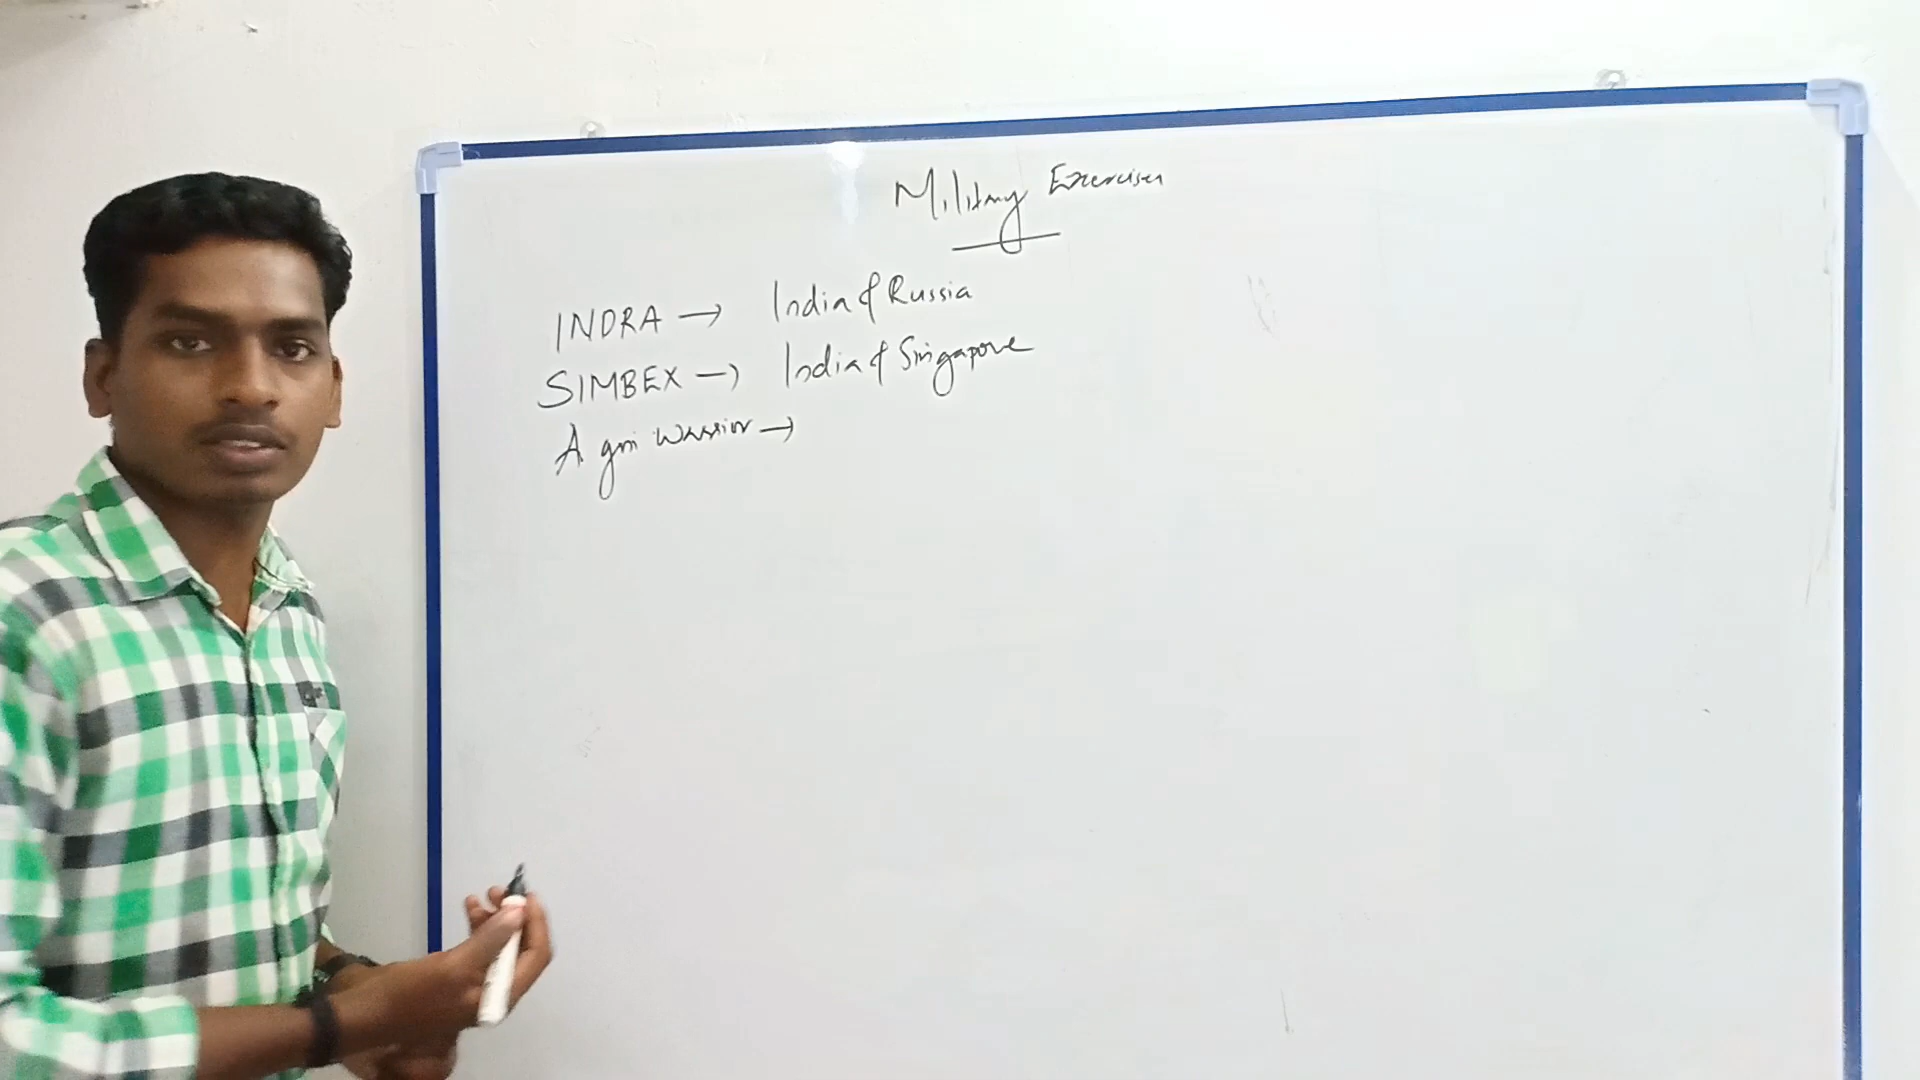 Military Exercises
INDRA → India & Russia
SIMBEX → India & Singapore
Agni Warrior →